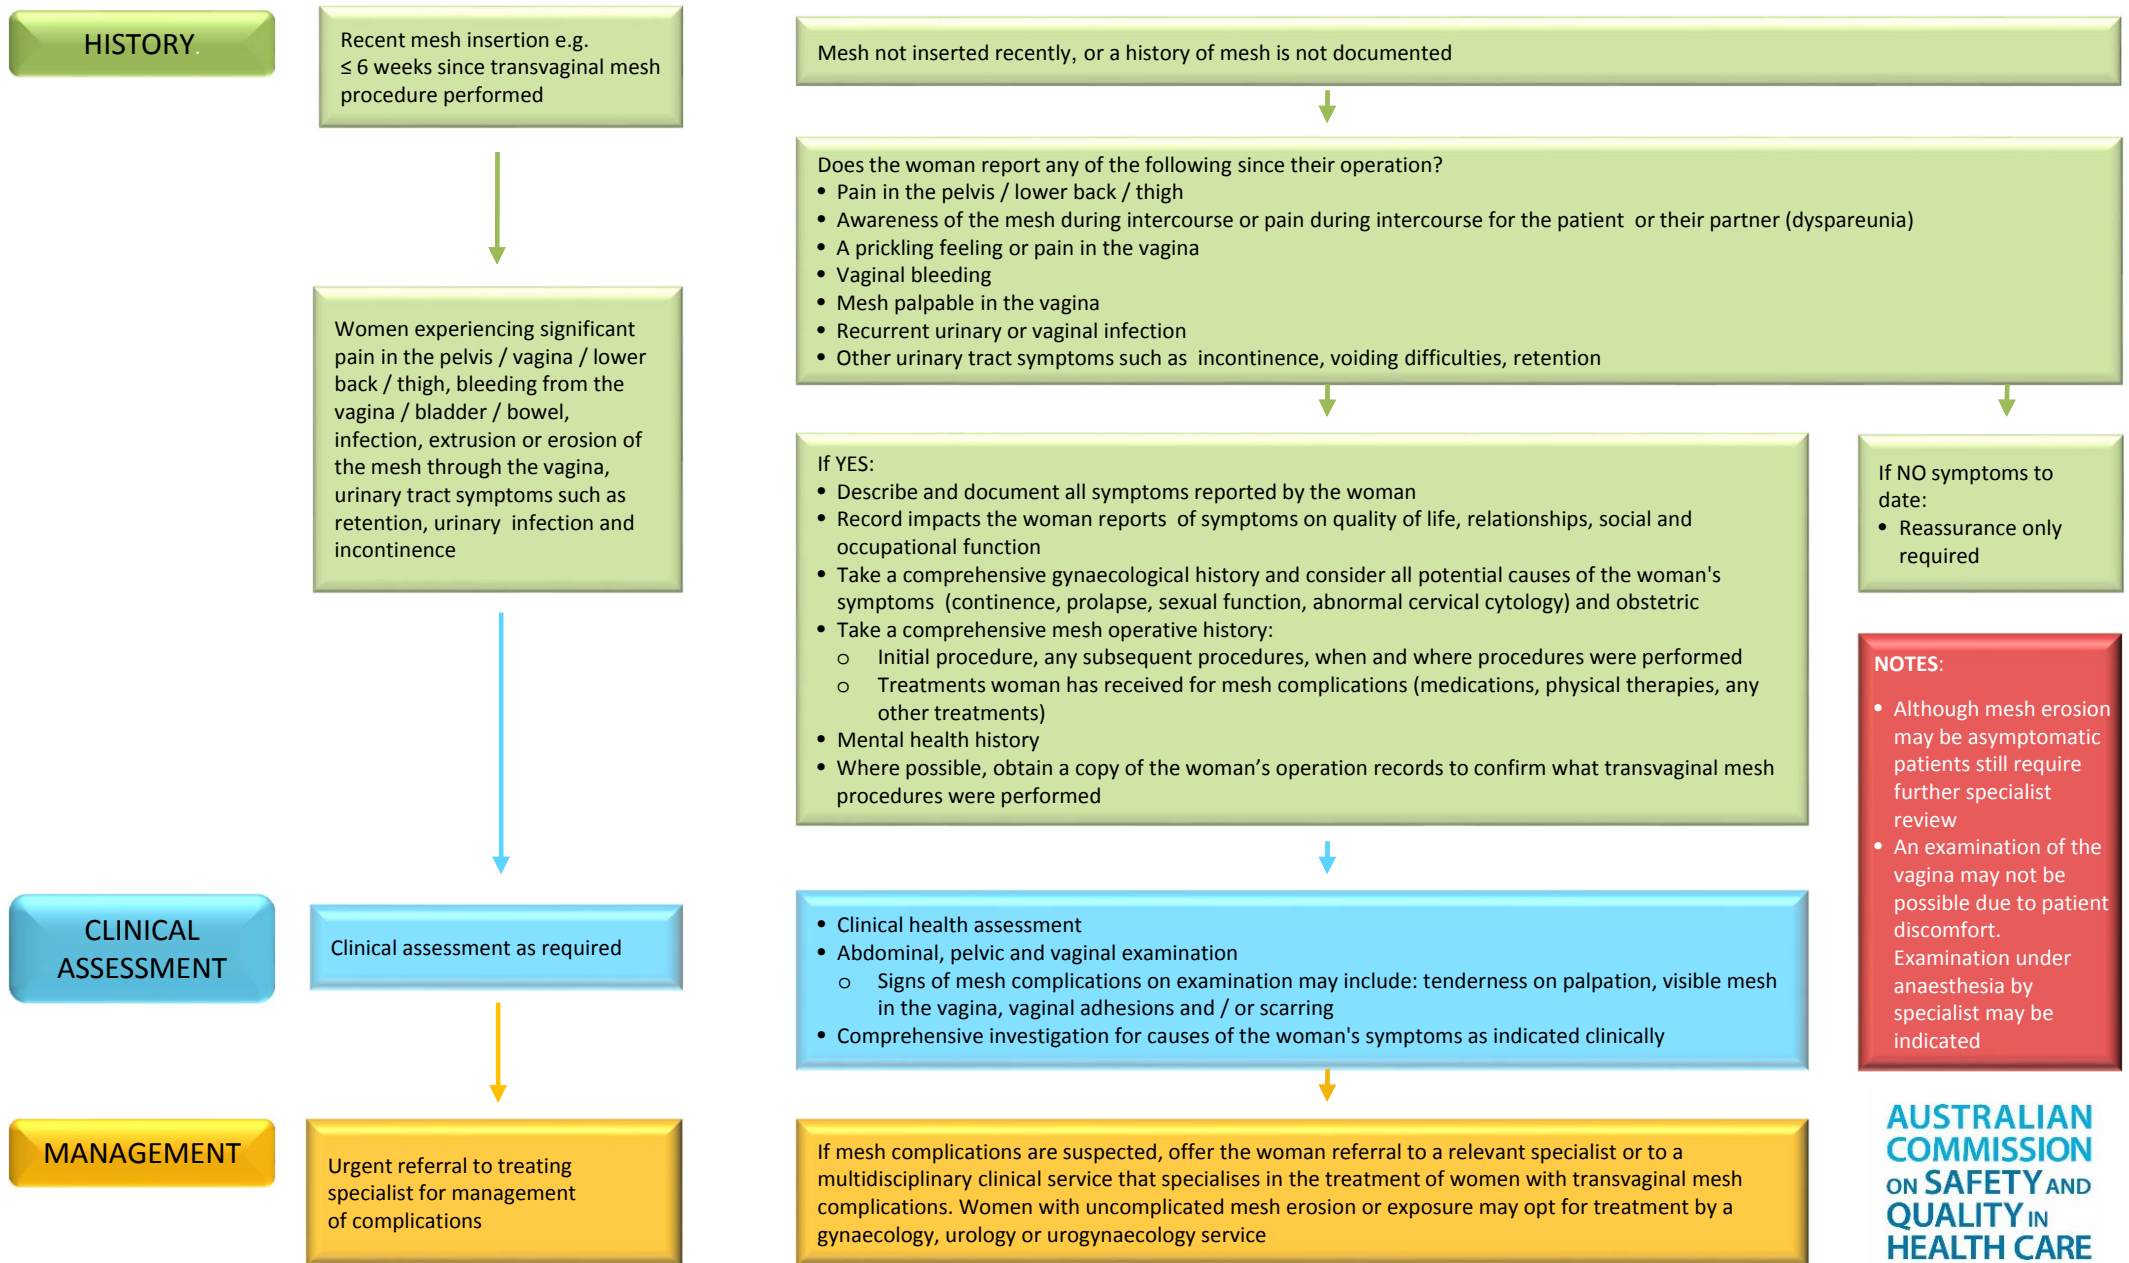 HISTORY.
Recent mesh insertion e.g.
≤ 6 weeks since transvaginal mesh
procedure performed
Women experiencing significant
pain in the pelvis / vagina / lower
back / thigh, bleeding from the
vagina / bladder / bowel,
infection, extrusion or erosion of
the mesh through the vagina,
urinary tract symptoms such as
retention, urinary infection and
incontinence
Mesh not inserted recently, or a history of mesh is not documented
Does the woman report any of the following since their operation?
• Pain in the pelvis / lower back / thigh
• Awareness of the mesh during intercourse or pain during intercourse for the patient or their partner (dyspareunia)
• A prickling feeling or pain in the vagina
• Vaginal bleeding
• Mesh palpable in the vagina
• Recurrent urinary or vaginal infection
• Other urinary tract symptoms such as incontinence, voiding difficulties, retention
If YES:
• Describe and document all symptoms reported by the woman
• Record impacts the woman reports of symptoms on quality of life, relationships, social and
occupational function
• Take a comprehensive gynaecological history and consider all potential causes of the woman's
symptoms (continence, prolapse, sexual function, abnormal cervical cytology) and obstetric
• Take a comprehensive mesh operative history:
o Initial procedure, any subsequent procedures, when and where procedures were performed
o Treatments woman has received for mesh complications (medications, physical therapies, any
other treatments)
• Mental health history
• Where possible, obtain a copy of the woman’s operation records to confirm what transvaginal mesh
procedures were performed
If NO symptoms to
date:
• Reassurance only
required
NOTES:
• Although mesh erosion
may be asymptomatic
patients still require
further specialist
review
• An examination of the
vagina may not be
possible due to patient
discomfort.
Examination under
anaesthesia by
specialist may be
indicated
CLINICAL
ASSESSMENT
Clinical assessment as required
• Clinical health assessment
• Abdominal, pelvic and vaginal examination
o Signs of mesh complications on examination may include: tenderness on palpation, visible mesh
in the vagina, vaginal adhesions and / or scarring
• Comprehensive investigation for causes of the woman's symptoms as indicated clinically
MANAGEMENT
Urgent referral to treating
specialist for management
of complications
If mesh complications are suspected, offer the woman referral to a relevant specialist or to a
multidisciplinary clinical service that specialises in the treatment of women with transvaginal mesh
complications. Women with uncomplicated mesh erosion or exposure may opt for treatment by a
gynaecology, urology or urogynaecology service
AUSTRALIAN
COMMISSION
ON SAFETY AND
QUALITY IN
HEALTH CARE